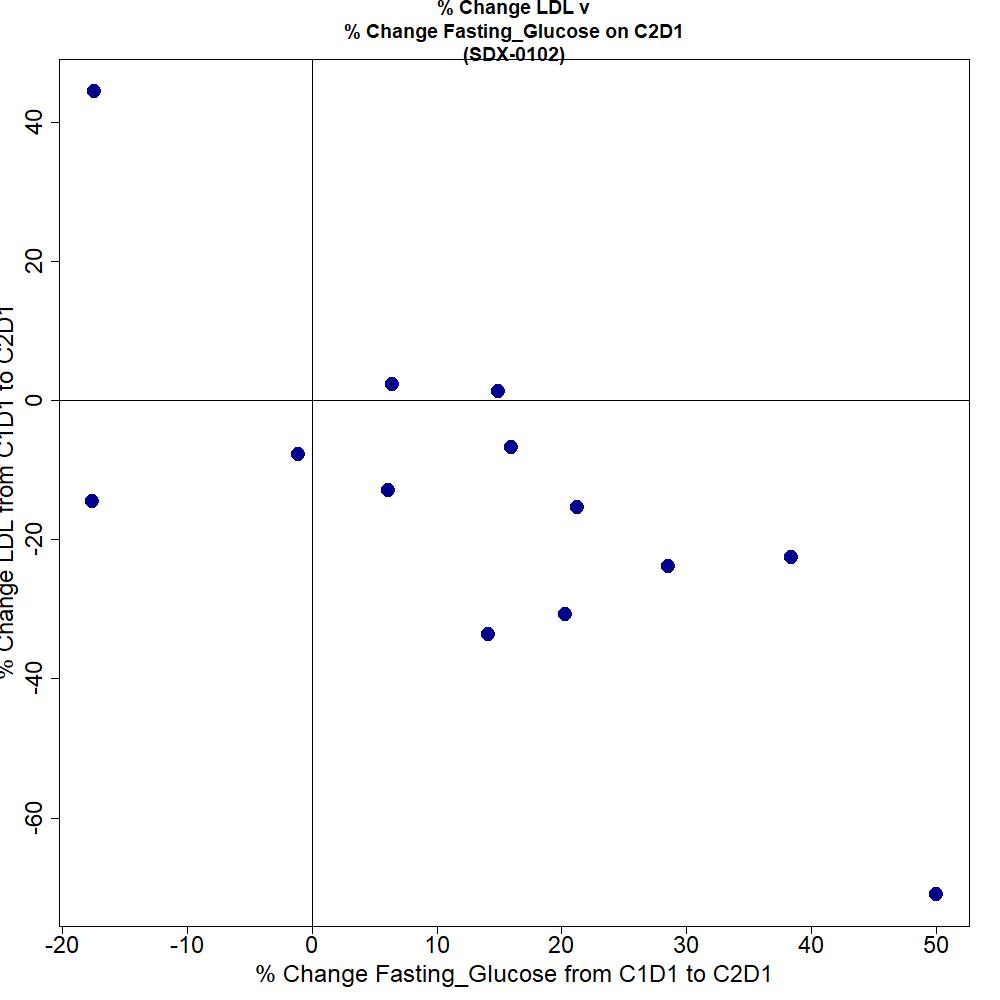 % Change LDL v
% Change Fasting_Glucose on C2D1
(SDX-0102)
% Change LDL from C1D1 to C2D1
40
20
0
-20
-40
-60
-20
-10
0
10
20
30
40
50
% Change Fasting_Glucose from C1D1 to C2D1